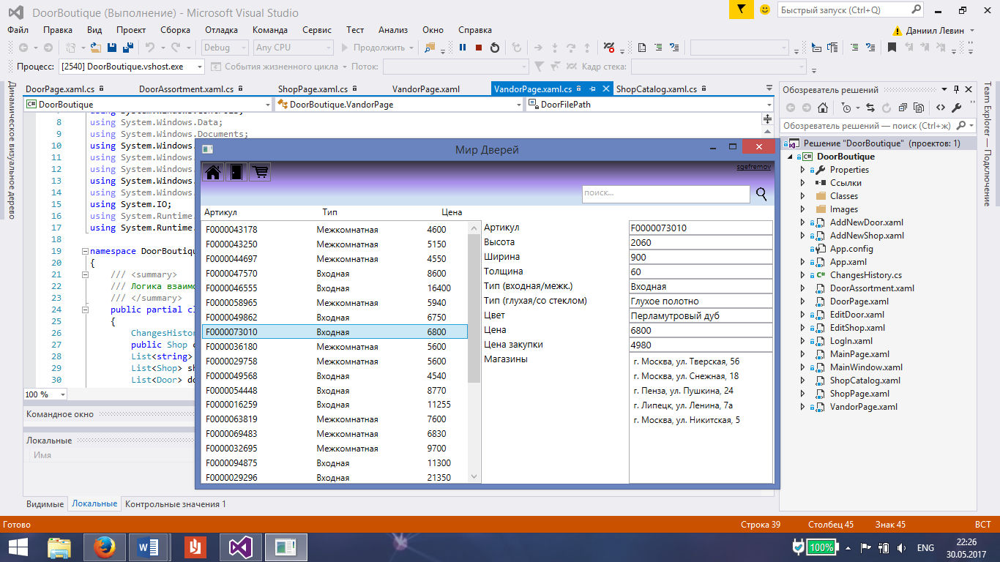 DoorBoutique (Выполнение) - Microsoft Visual Studio
Быстрый запуск (Ctrl+Q)
Файл Правка Вид Проект Сборка Отладка Команда Сервис Тест Анализ Окно Справка
Даниил Левин
Debug Any CPU Продолжить
Процесс: [2540] DoorBoutique.vshost.exe События жизненного цикла Поток: Кадр стека:
Динамическое визуальное дерево
DoorPage.xaml.cs DoorAssortment.xaml.cs ShopPage.xaml.cs VandorPage.xaml VandorPage.xaml.cs ShopCatalog.xaml.cs
DoorBoutique DoorBoutique.VandorPage DoorFilePath
8 using System.Windows.Data;
9 using System.Windows.Documents;
10 using System.Windows.
11 using System.Windows.
12 using System.Windows.
13 using System.Windows.
14 using System.Windows.
15 using System.IO;
16 using System.Runtime.
17 using System.Runtime.
18
19 namespace DoorBoutiqu
20 {
21 /// <summary>
22 /// Логика взаимо
23 /// </summary>
24 public partial cl
25 {
26 ChangesHistor
27 public Shop
28 List<string>
29 List<Shop> sh
30 List<Door> do
100 %
Командное окно
Локальные
Имя
Видимые Локальные Контрольные значения 1
Мир Дверей
sgefremov
поиск...
Артикул Тип Цена
F0000043178 Межкомнатная 4600
F0000043250 Межкомнатная 5150
F0000044697 Межкомнатная 4550
F0000047570 Входная 8600
F0000046555 Входная 16400
F0000058965 Межкомнатная 5940
F0000049862 Входная 6750
F0000073010 Входная 6800
F0000036180 Межкомнатная 5600
F0000029758 Межкомнатная 5600
F0000049568 Входная 4540
F0000054448 Входная 8770
F0000016259 Входная 11255
F0000063819 Межкомнатная 7600
F0000069483 Межкомнатная 6830
F0000032695 Межкомнатная 9700
F0000094875 Входная 11300
F0000029296 Входная 21350
Артикул F0000073010
Высота 2060
Ширина 900
Толщина 60
Тип (входная/межк.) Входная
Тип (глухая/со стеклом) Глухое полотно
Цвет Перламутровый дуб
Цена 6800
Цена закупки 4980
Магазины г. Москва, ул. Тверская, 56
г. Москва, ул. Снежная, 18
г. Пенза, ул. Пушкина, 24
г. Липецк, ул. Ленина, 7а
г. Москва, ул. Никитская, 5
Обозреватель решений
Обозреватель решений — поиск (Ctrl+ж)
Решение "DoorBoutique" (проектов: 1)
DoorBoutique
Properties
Ссылки
Classes
Images
AddNewDoor.xaml
AddNewShop.xaml
App.config
App.xaml
ChangesHistory.cs
DoorAssortment.xaml
DoorPage.xaml
EditDoor.xaml
EditShop.xaml
LogIn.xaml
MainPage.xaml
MainWindow.xaml
ShopCatalog.xaml
ShopPage.xaml
VandorPage.xaml
Team Explorer — Подключение
Готово Строка 39 Столбец 45 Знак 45 ВСТ
100% ENG 22:26
30.05.2017